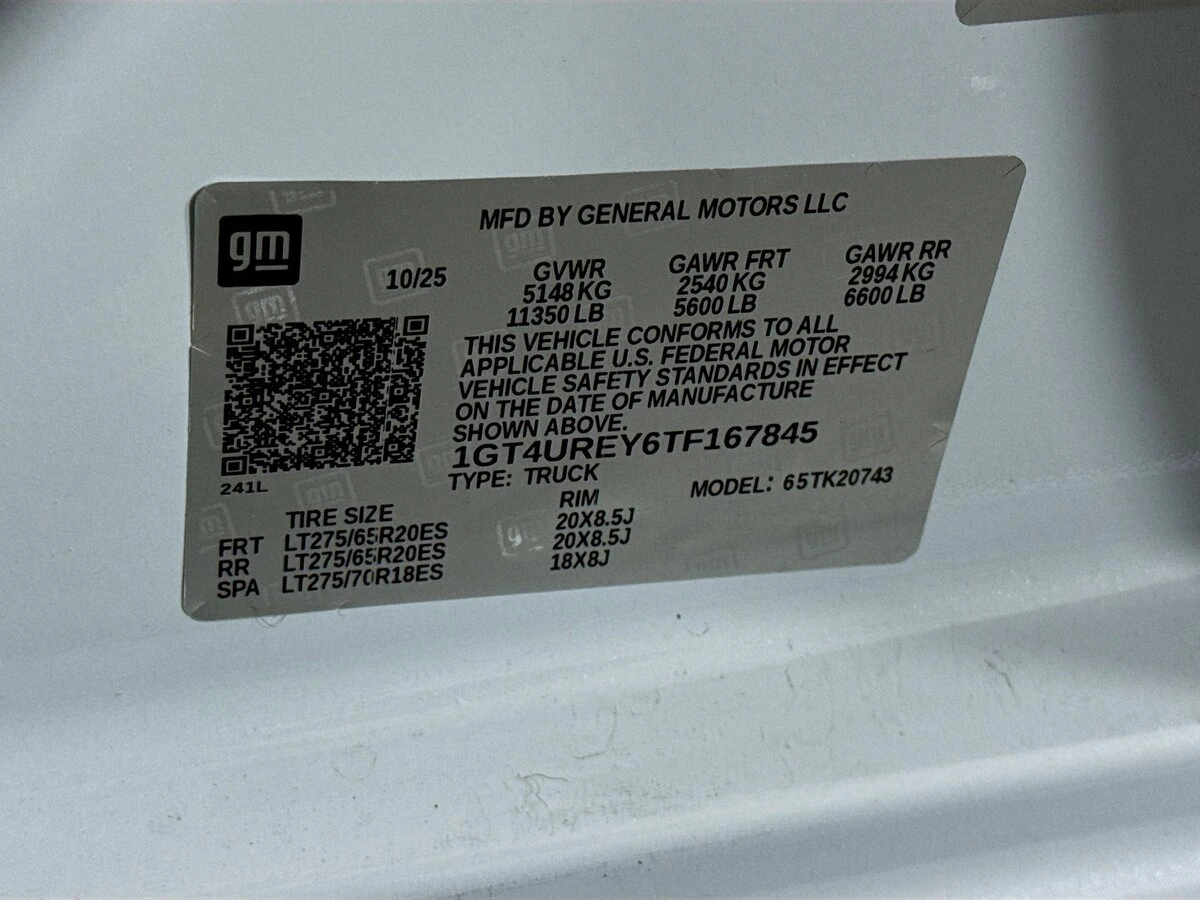 gm
MFD BY GENERAL MOTORS LLC
10/25
GVWR GAWR FRT GAWR RR
5148 KG 2540 KG 2994 KG
11350 LB 5600 LB 6600 LB
THIS VEHICLE CONFORMS TO ALL
APPLICABLE U.S. FEDERAL MOTOR
VEHICLE SAFETY STANDARDS IN EFFECT
ON THE DATE OF MANUFACTURE
SHOWN ABOVE.
1GT4UREY6TF167845
241L
TYPE: TRUCK MODEL: 65TK20743
TIRE SIZE RIM
FRT LT275/65R20ES 20X8.5J
RR LT275/65R20ES 20X8.5J
SPA LT275/70R18ES 18X8J